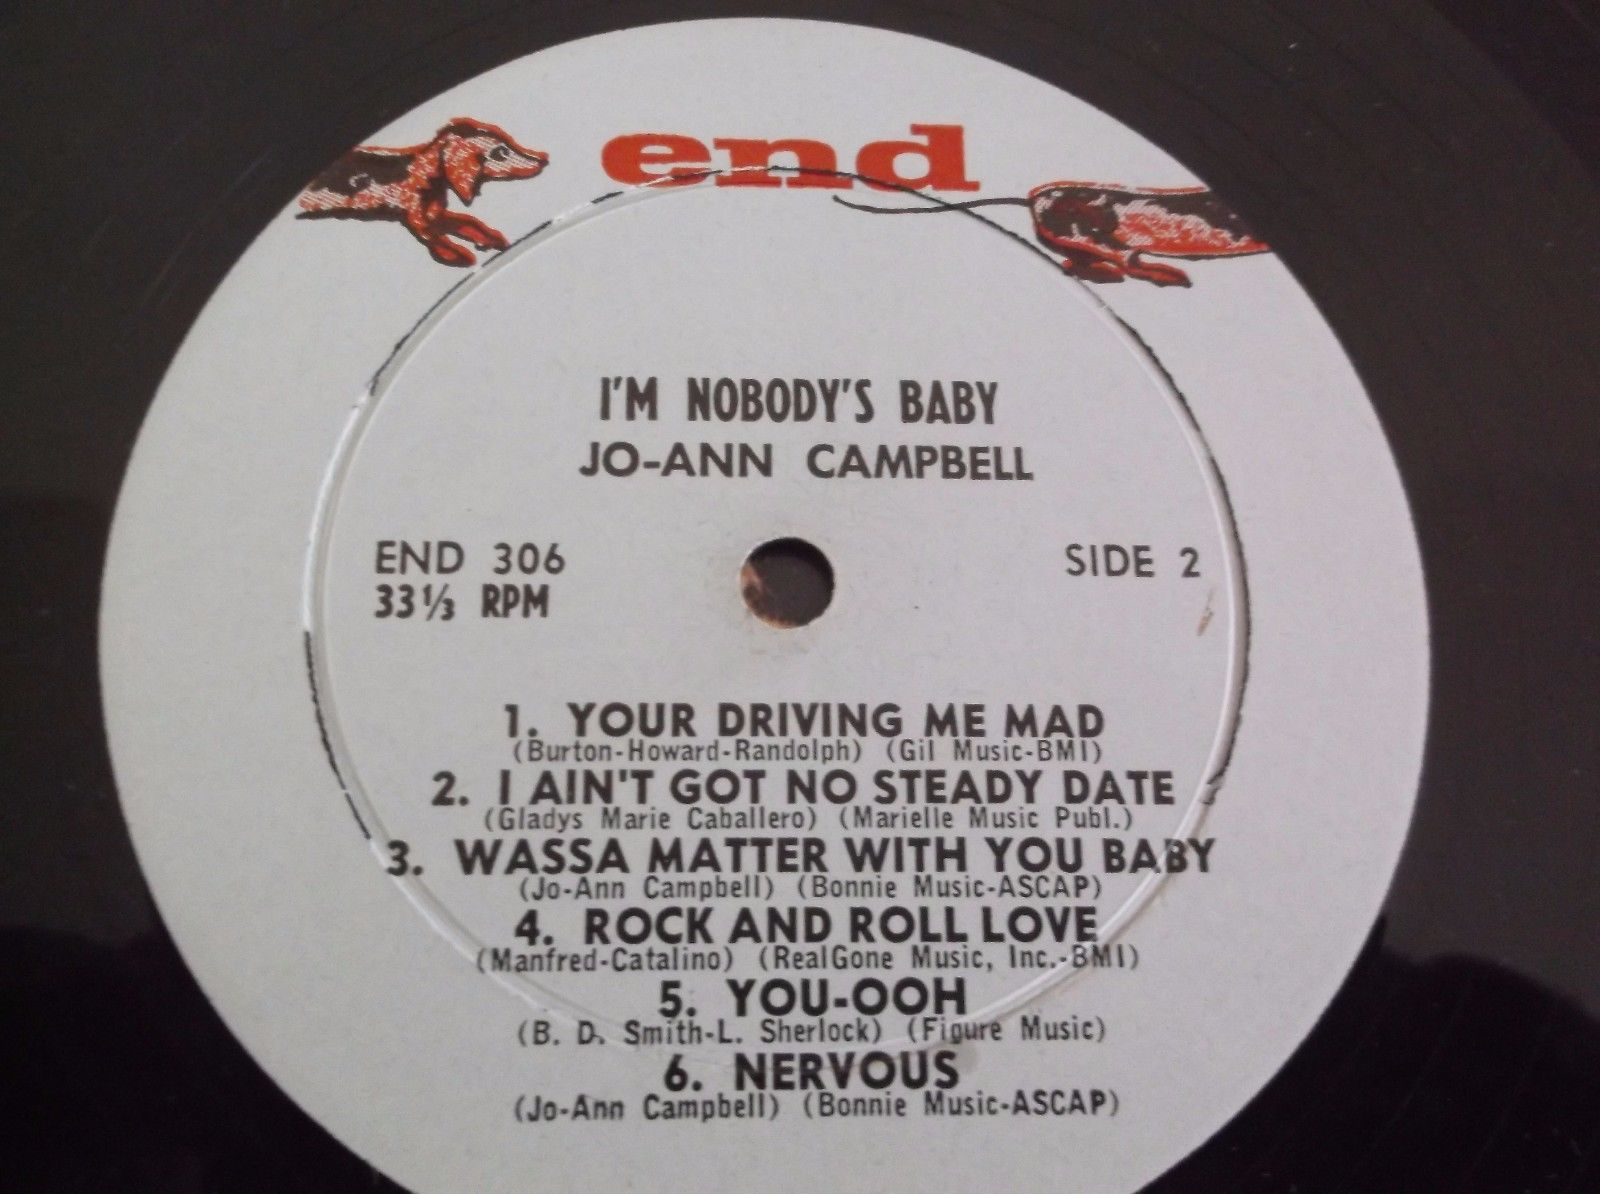 end
I'M NOBODY'S BABY
JO-ANN CAMPBELL
END 306
SIDE 2
33 1/3 RPM
1. YOUR DRIVING ME MAD
(Burton-Howard-Randolph) (Gil Music-BMI)
2. I AIN'T GOT NO STEADY DATE
(Gladys Marie Caballero) (Marielle Music Publ.)
3. WASSA MATTER WITH YOU BABY
(Jo-Ann Campbell) (Bonnie Music-ASCAP)
4. ROCK AND ROLL LOVE
(Manfred-Catalino) (RealGone Music, Inc.-BMI)
5. YOU-OOH
(B. D. Smith-L. Sherlock) (Figure Music)
6. NERVOUS
(Jo-Ann Campbell) (Bonnie Music-ASCAP)